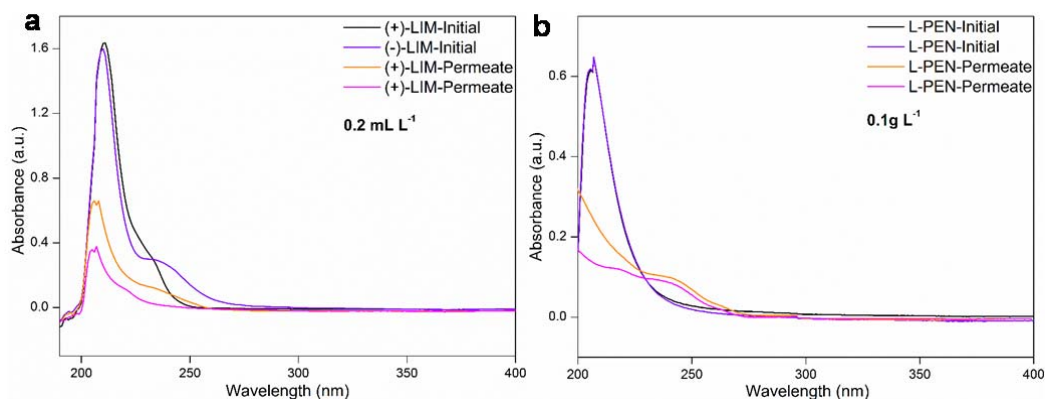 a
(+)-LIM-Initial
(-)-LIM-Initial
(+)-LIM-Permeate
(+)-LIM-Permeate
0.2 mL L⁻¹
1.6
1.2
0.8
0.4
0.0
Absorbance (a.u.)
200
250
300
350
400
Wavelength (nm)
b
L-PEN-Initial
L-PEN-Initial
L-PEN-Permeate
L-PEN-Permeate
0.1g L⁻¹
0.6
0.4
0.2
0.0
Absorbance (a.u.)
200
250
300
350
400
Wavelength (nm)